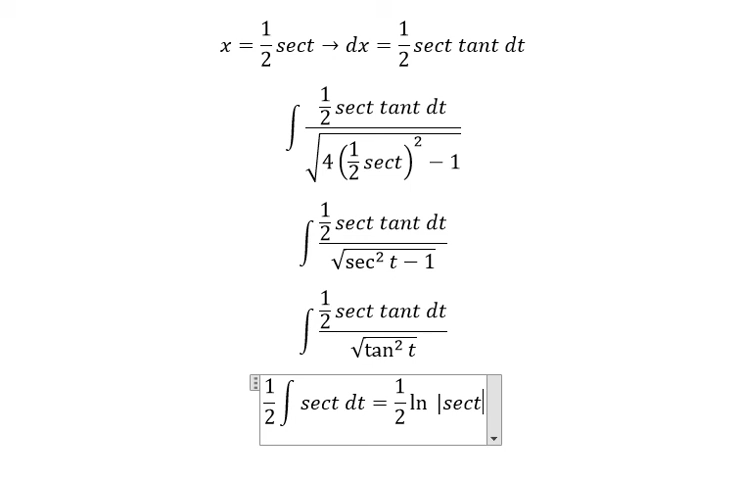 x = 1/2 sect → dx = 1/2 sect tant dt
∫ (1/2 sect tant dt) / √(4(1/2 sect)² − 1)
∫ (1/2 sect tant dt) / √(sec² t − 1)
∫ (1/2 sect tant dt) / √(tan² t)
1/2 ∫ sect dt = 1/2 ln |sect|